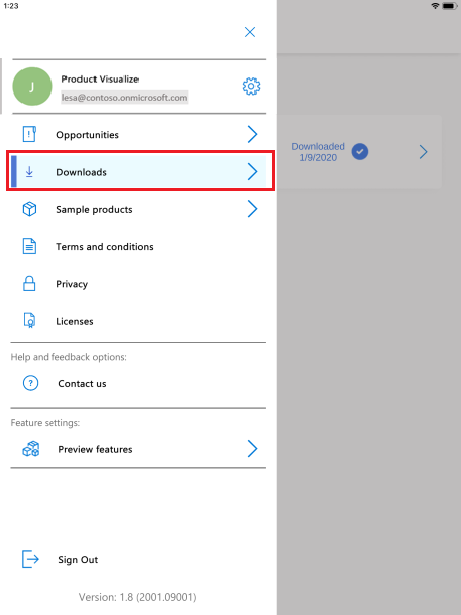 1:23
Product Visualize
J
lesa@contoso.onmicrosoft.com
Opportunities
Downloaded
1/9/2020
Downloads
Sample products
Terms and conditions
Privacy
Licenses
Help and feedback options:
?
Contact us
Feature settings:
Preview features
Sign Out
Version: 1.8 (2001.09001)